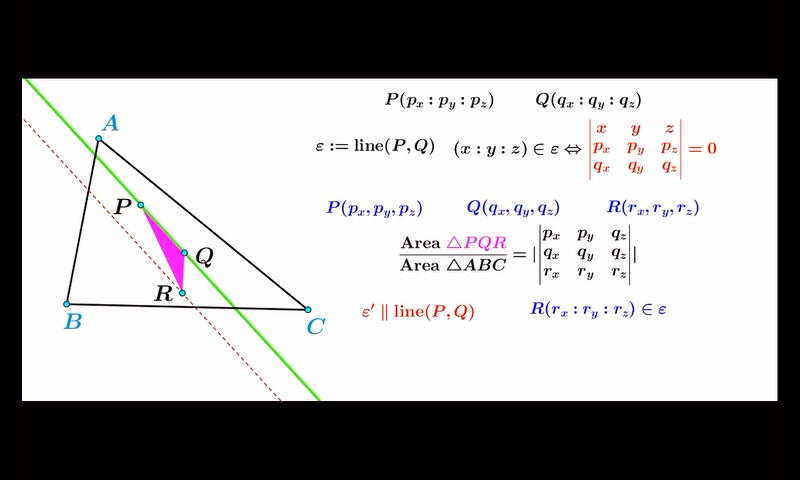 P(p_x : p_y : p_z) Q(q_x : q_y : q_z)
ε := line(P, Q) (x : y : z) ∈ ε ⇔ |x y z; p_x p_y p_z; q_x q_y q_z| = 0
P(p_x, p_y, p_z) Q(q_x, q_y, q_z) R(r_x, r_y, r_z)
Area △PQR / Area △ABC = | |p_x p_y q_z; q_x q_y q_z; r_x r_y r_z| |
ε′ ∥ line(P, Q) R(r_x : r_y : r_z) ∈ ε
A
P
Q
R
B
C